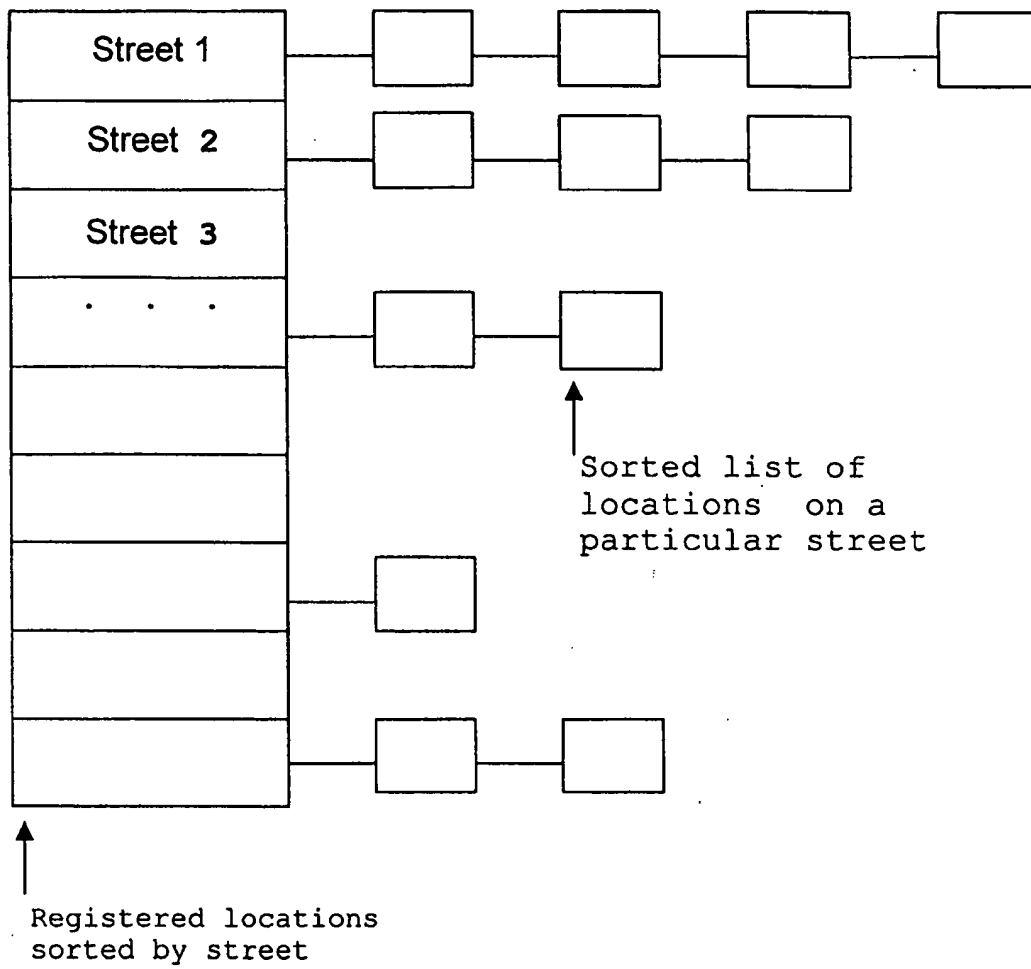 Street 1
Street 2
Street 3
. . .
Sorted list of
locations on a
particular street
Registered locations
sorted by street